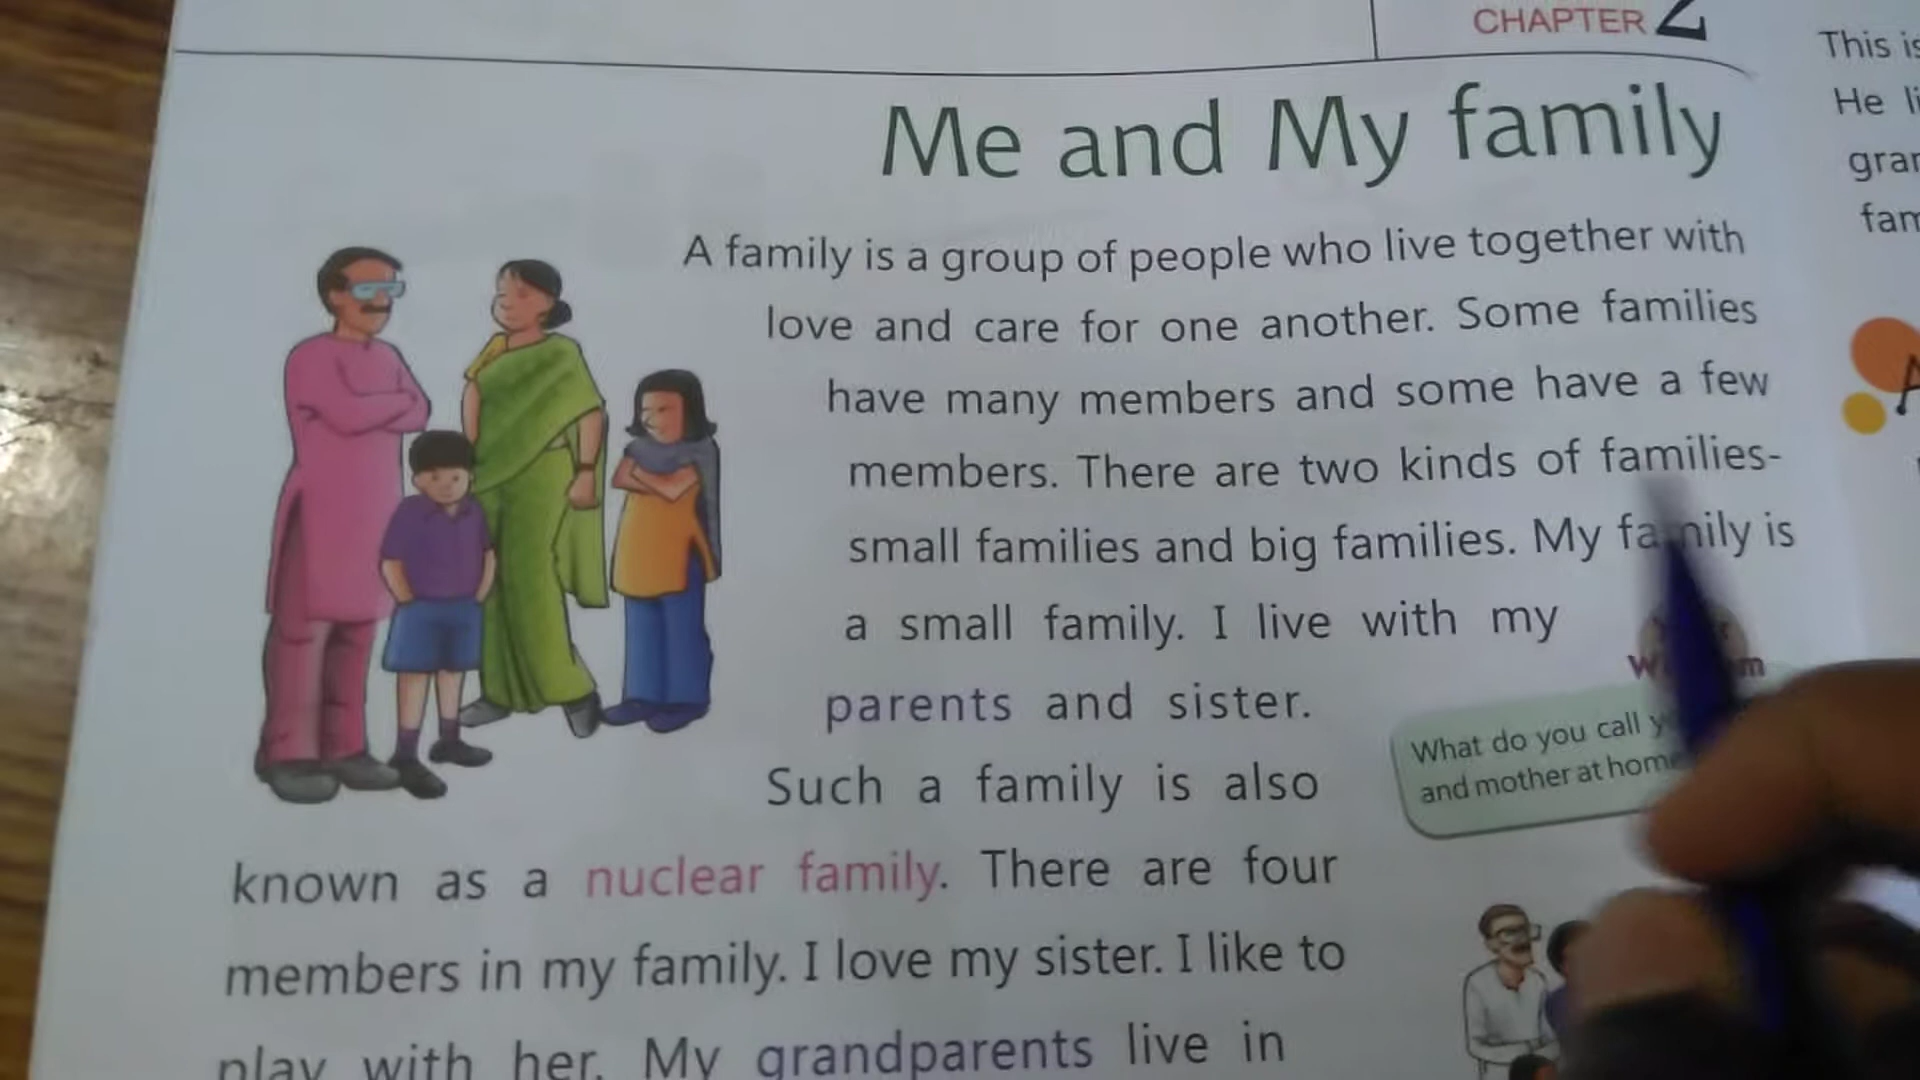 CHAPTER 2
Me and My family
A family is a group of people who live together with
love and care for one another. Some families
have many members and some have a few
members. There are two kinds of families-
small families and big families. My family is
a small family. I live with my
parents and sister.
Such a family is also
known as a nuclear family. There are four
members in my family. I love my sister. I like to
play with her. My grandparents live in
What do you call
and mother at home
This is
He